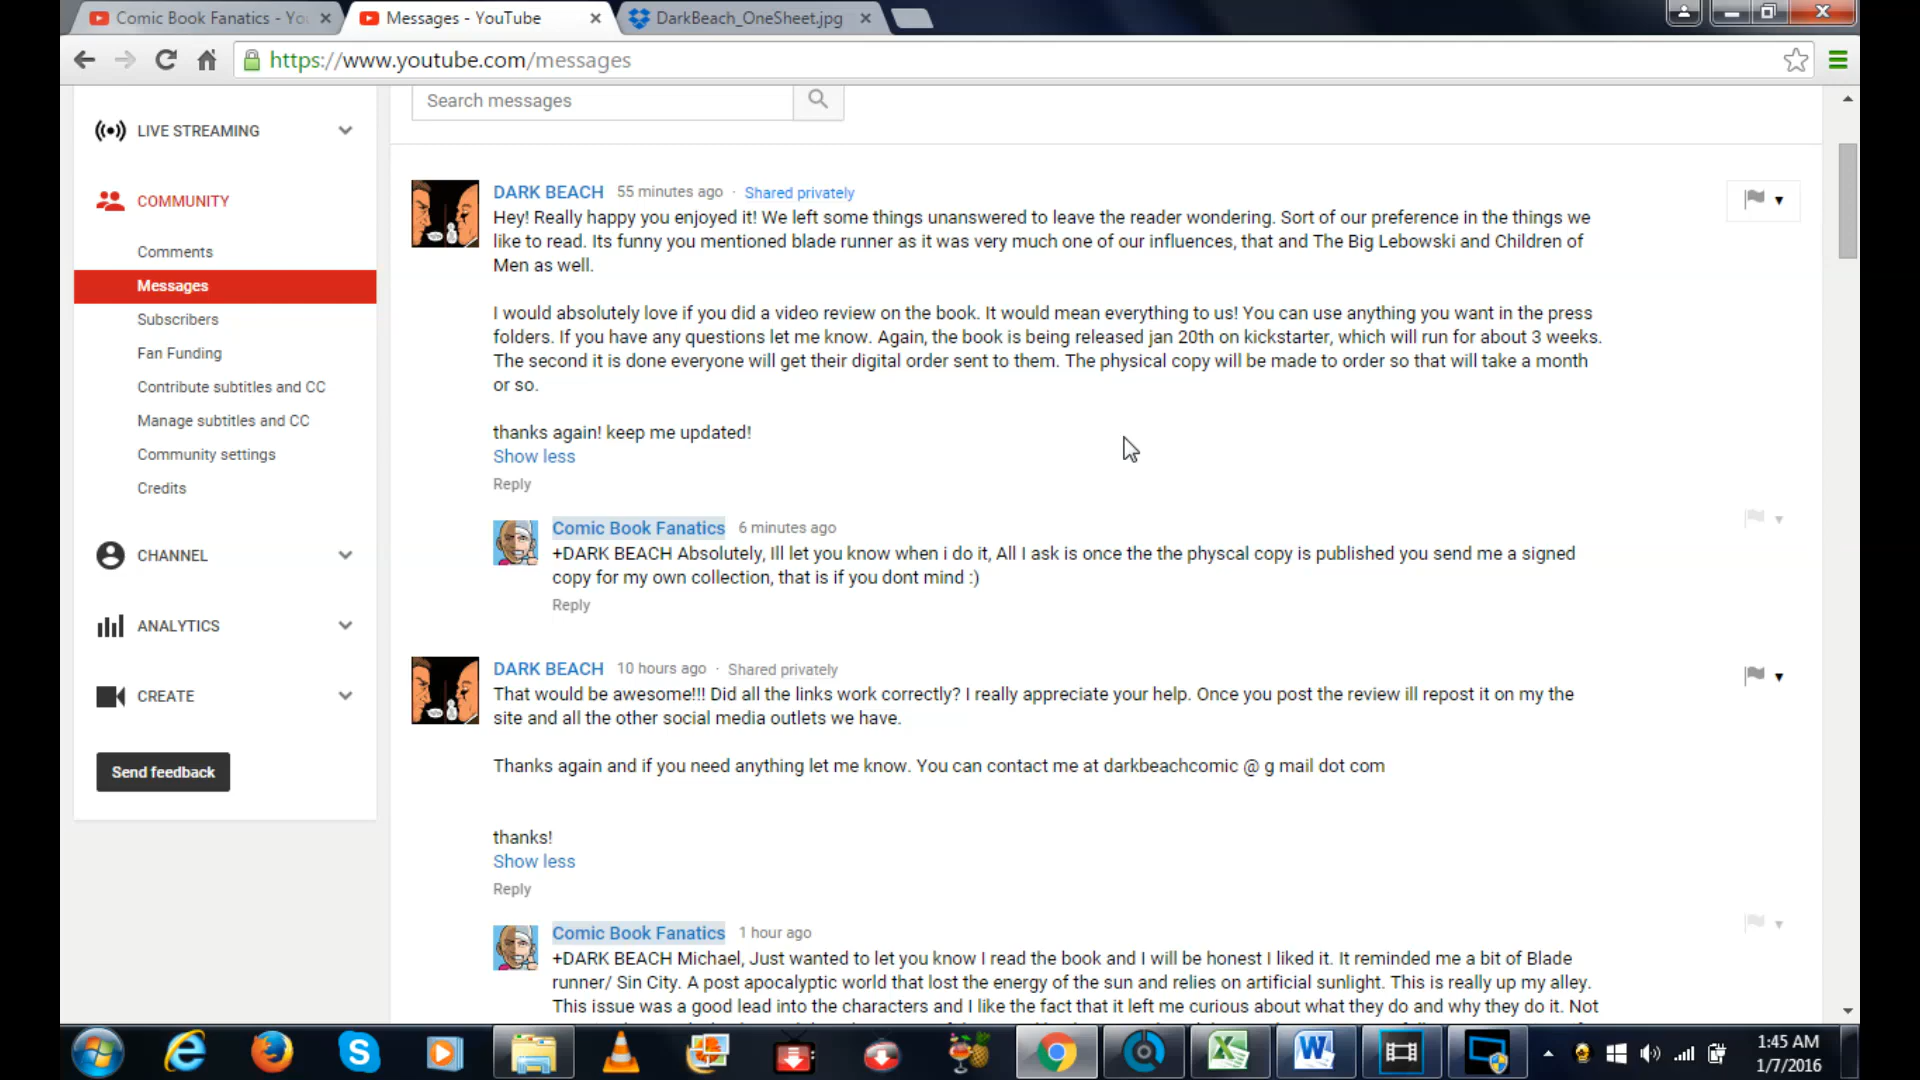 Comic Book Fanatics - Yo
Messages - YouTube
DarkBeach_OneSheet.jpg
https://www.youtube.com/messages
Search messages
LIVE STREAMING
COMMUNITY
Comments
Messages
Subscribers
Fan Funding
Contribute subtitles and CC
Manage subtitles and CC
Community settings
Credits
CHANNEL
ANALYTICS
CREATE
Send feedback
DARK BEACH 55 minutes ago · Shared privately
Hey! Really happy you enjoyed it! We left some things unanswered to leave the reader wondering. Sort of our preference in the things we
like to read. Its funny you mentioned blade runner as it was very much one of our influences, that and The Big Lebowski and Children of
Men as well.
I would absolutely love if you did a video review on the book. It would mean everything to us! You can use anything you want in the press
folders. If you have any questions let me know. Again, the book is being released jan 20th on kickstarter, which will run for about 3 weeks.
The second it is done everyone will get their digital order sent to them. The physical copy will be made to order so that will take a month
or so.
thanks again! keep me updated!
Show less
Reply
Comic Book Fanatics 6 minutes ago
+DARK BEACH Absolutely, Ill let you know when i do it, All I ask is once the the physcal copy is published you send me a signed
copy for my own collection, that is if you dont mind :)
Reply
DARK BEACH 10 hours ago · Shared privately
That would be awesome!!! Did all the links work correctly? I really appreciate your help. Once you post the review ill repost it on my the
site and all the other social media outlets we have.
Thanks again and if you need anything let me know. You can contact me at darkbeachcomic @ g mail dot com
thanks!
Show less
Reply
Comic Book Fanatics 1 hour ago
+DARK BEACH Michael, Just wanted to let you know I read the book and I will be honest I liked it. It reminded me a bit of Blade
runner/ Sin City. A post apocalyptic world that lost the energy of the sun and relies on artificial sunlight. This is really up my alley.
This issue was a good lead into the characters and I like the fact that it left me curious about what they do and why they do it. Not
1:45 AM
1/7/2016